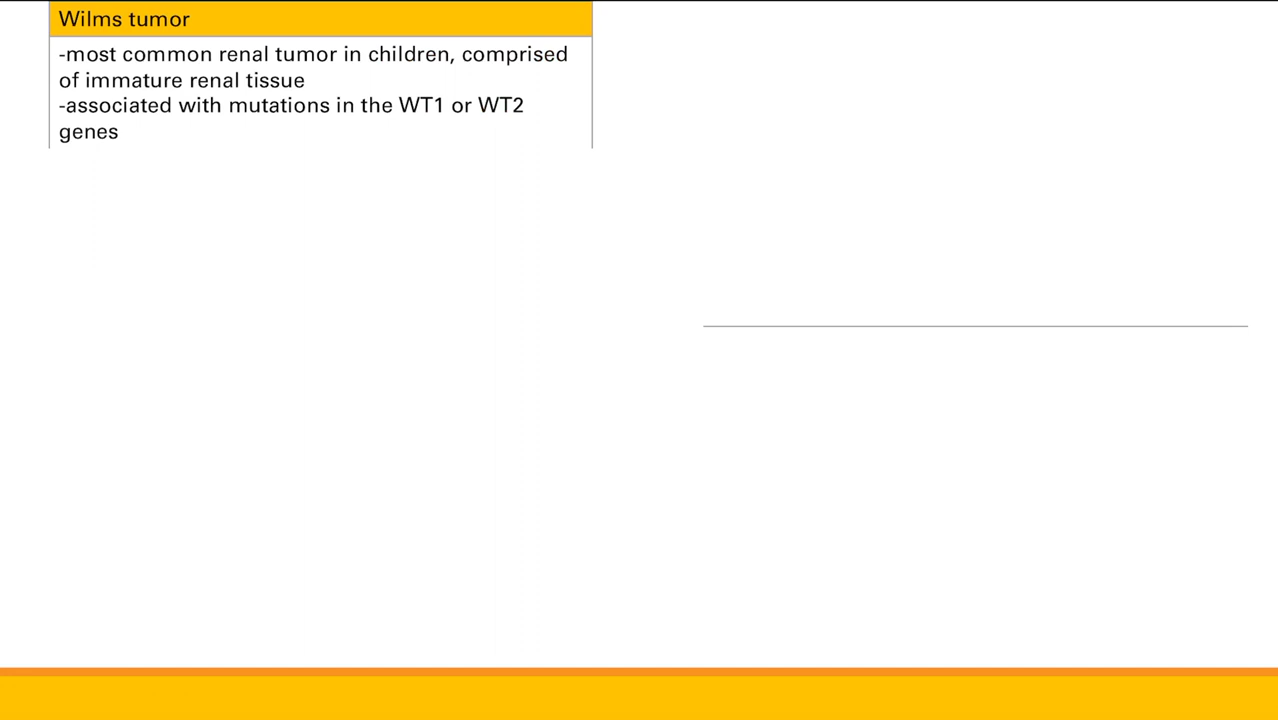 Wilms tumor
-most common renal tumor in children, comprised
of immature renal tissue
-associated with mutations in the WT1 or WT2
genes